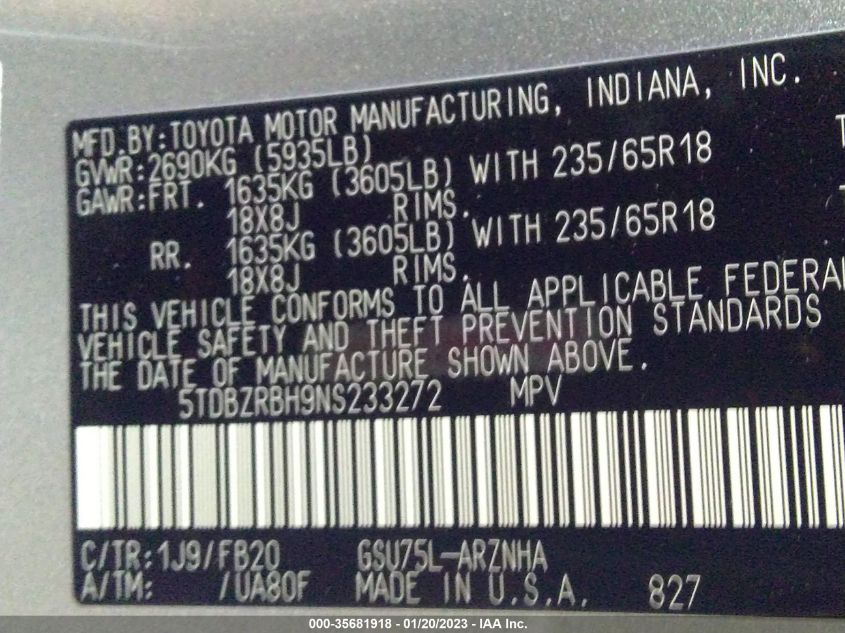 MFD.BY:TOYOTA MOTOR MANUFACTURING, INDIANA, INC.
GVWR:2690KG (5935LB)
GAWR:FRT. 1635KG (3605LB) WITH 235/65R18
18X8J RIMS.
RR. 1635KG (3605LB) WITH 235/65R18
18X8J RIMS.
THIS VEHICLE CONFORMS TO ALL APPLICABLE FEDERA
VEHICLE SAFETY AND THEFT PREVENTION STANDARDS
THE DATE OF MANUFACTURE SHOWN ABOVE.
5TDBZRBH9NS233272 MPV
C/TR:1J9/FB20 GSU75L-ARZNHA
A/TM: /UA80F MADE IN U.S.A. 827
000-35681918 - 01/20/2023 - IAA Inc.